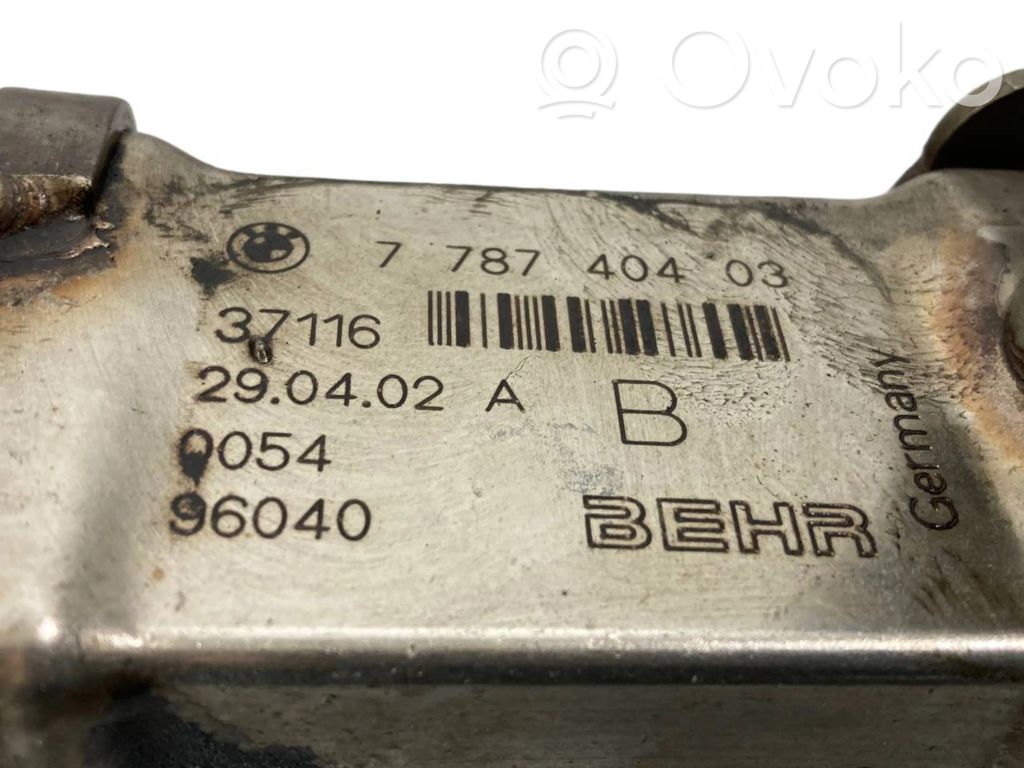 Ovoko
7 787 404 03
37116
29.04.02 A
B
0054
96040
BEHR
Germany